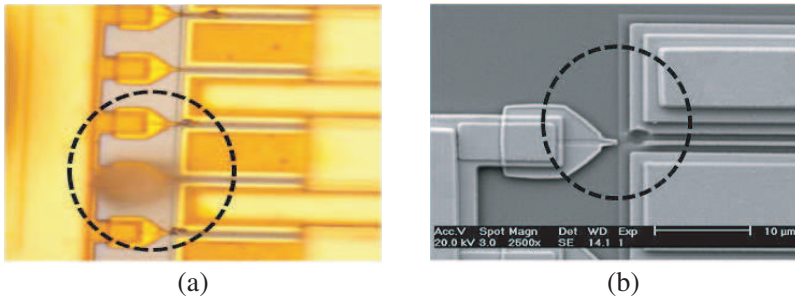 Acc.V Spot Magn Det WD Exp
20.0 kV 3.0 2500x SE 14.1 1 10 µm
(a) (b)